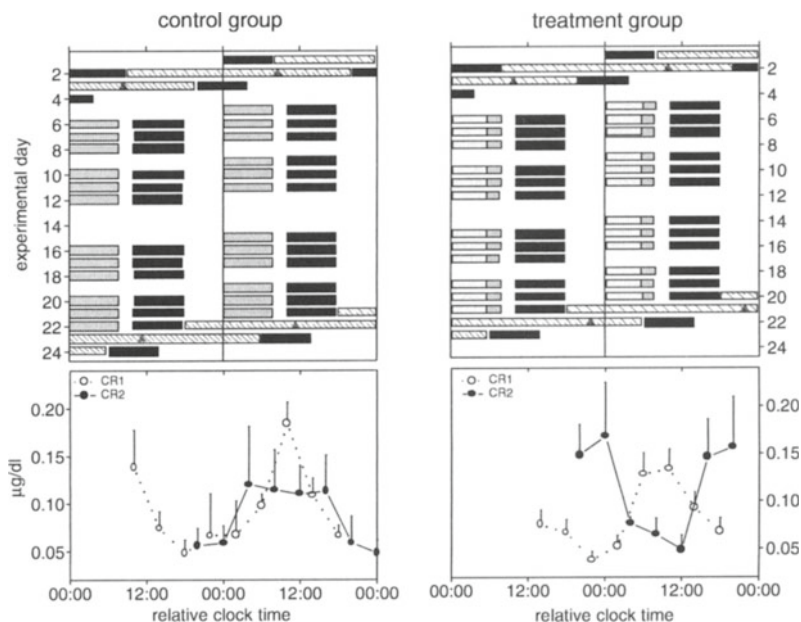 control group
treatment group
experimental day
2
4
6
8
10
12
14
16
18
20
22
24
2
4
6
8
10
12
14
16
18
20
22
24
CR1
CR2
CR1
CR2
µg/dl
0.20
0.15
0.10
0.05
0.20
0.15
0.10
0.05
00:00 12:00 00:00 12:00 00:00
00:00 12:00 00:00 12:00 00:00
relative clock time
relative clock time